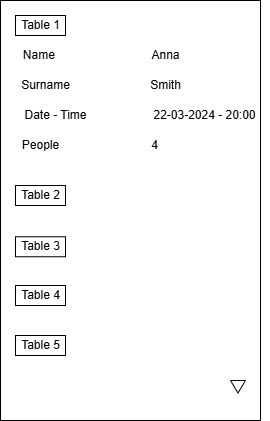 Table 1
Name Anna
Surname Smith
Date - Time 22-03-2024 - 20:00
People 4
Table 2
Table 3
Table 4
Table 5